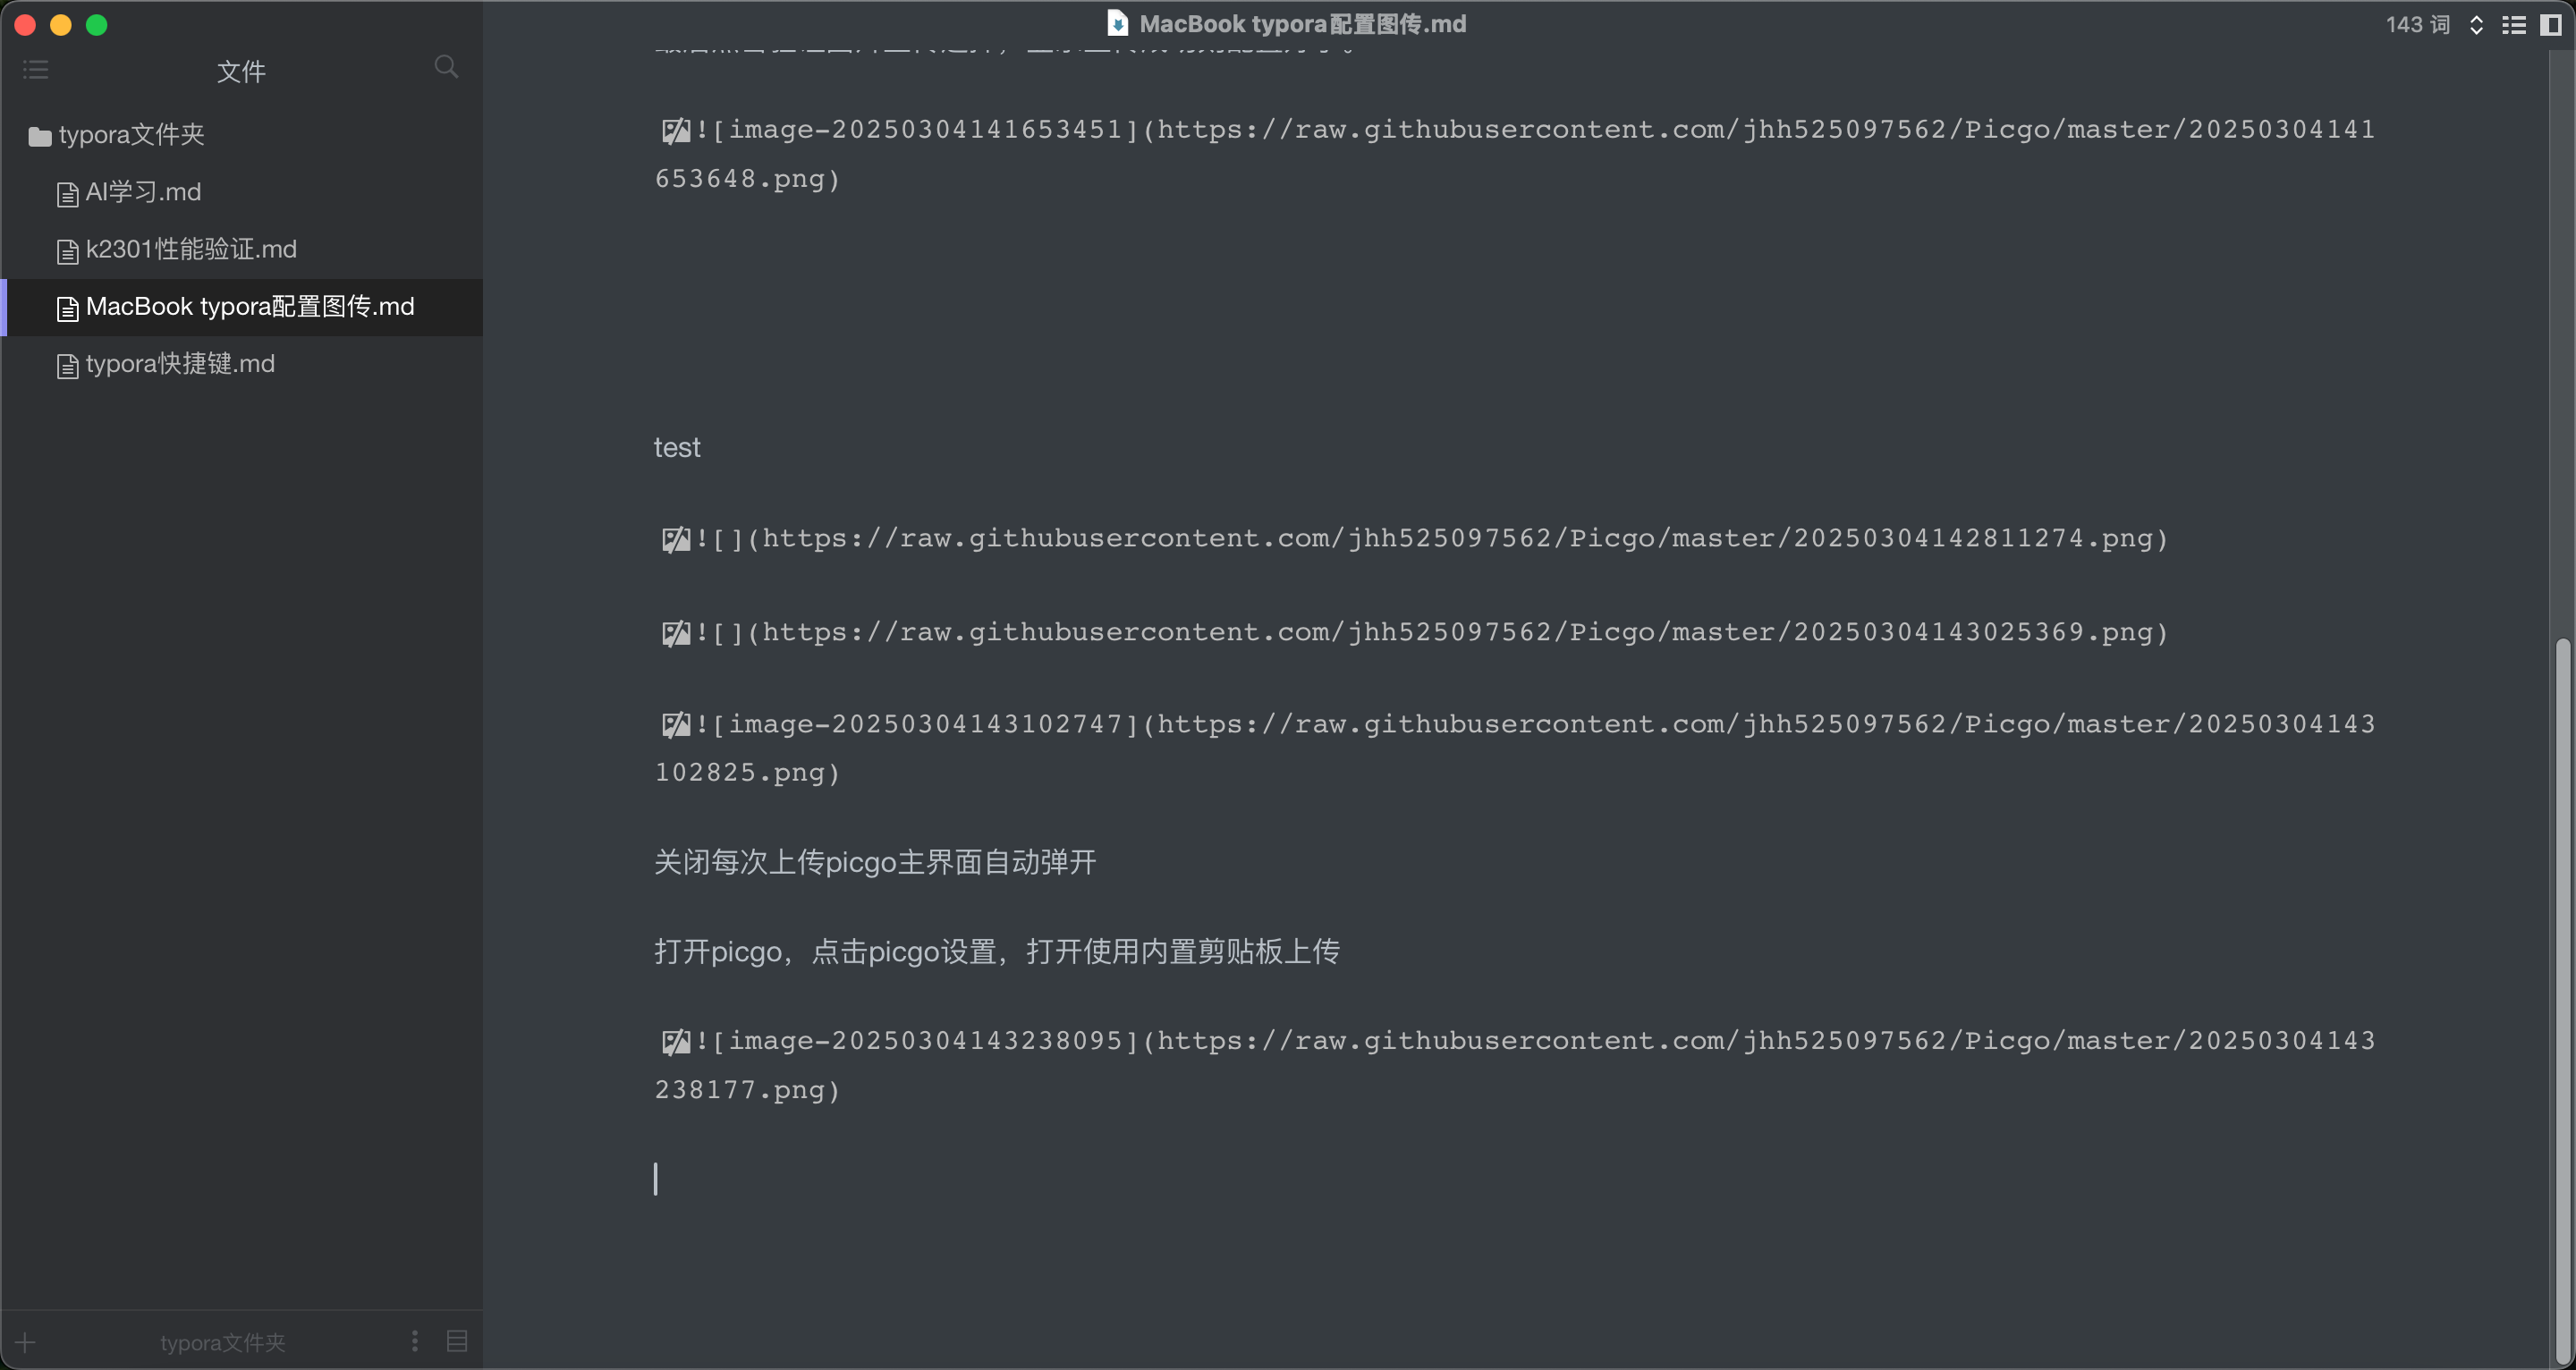 MacBook typora配置图传.md
143 词
文件
typora文件夹
AI学习.md
k2301性能验证.md
MacBook typora配置图传.md
typora快捷键.md
typora文件夹
![image-20250304141653451](https://raw.githubusercontent.com/jhh525097562/Picgo/master/20250304141
653648.png)
test
![](https://raw.githubusercontent.com/jhh525097562/Picgo/master/20250304142811274.png)
![](https://raw.githubusercontent.com/jhh525097562/Picgo/master/20250304143025369.png)
![image-20250304143102747](https://raw.githubusercontent.com/jhh525097562/Picgo/master/20250304143
102825.png)
关闭每次上传picgo主界面自动弹开
打开picgo，点击picgo设置，打开使用内置剪贴板上传
![image-20250304143238095](https://raw.githubusercontent.com/jhh525097562/Picgo/master/20250304143
238177.png)